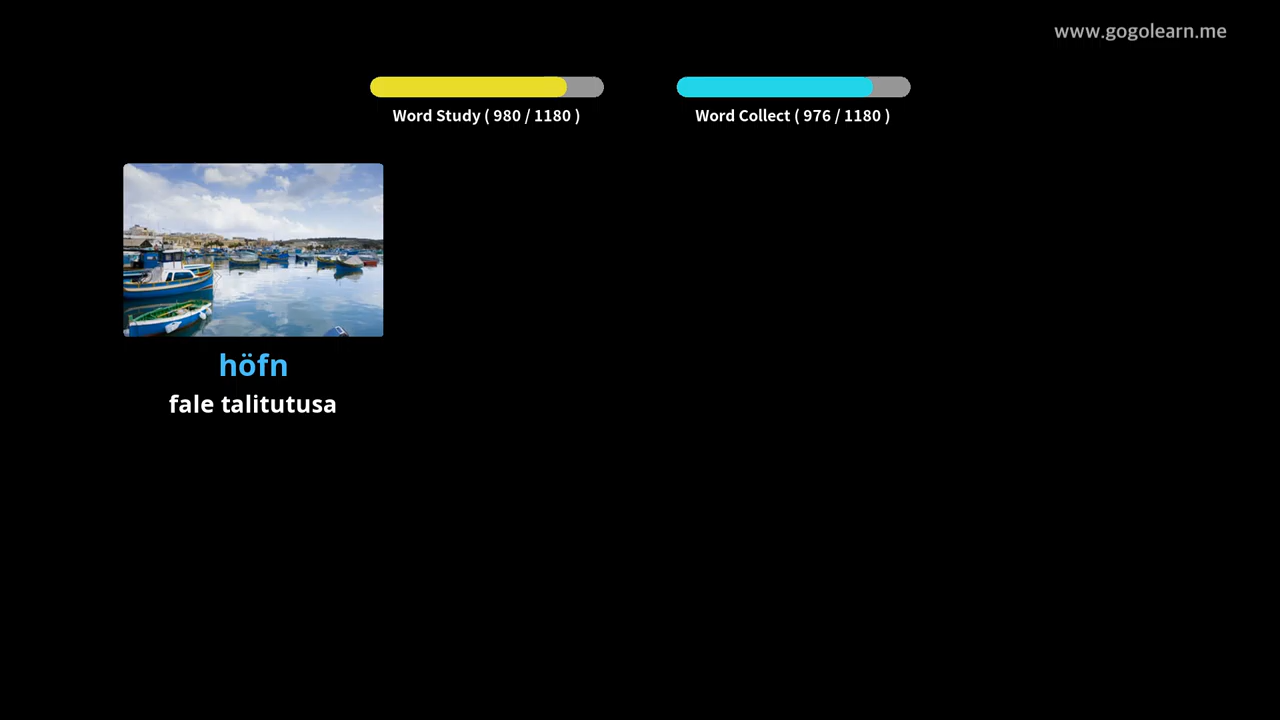 www.gogolearn.me
Word Study ( 980 / 1180 )
Word Collect ( 976 / 1180 )
höfn
fale talitutusa